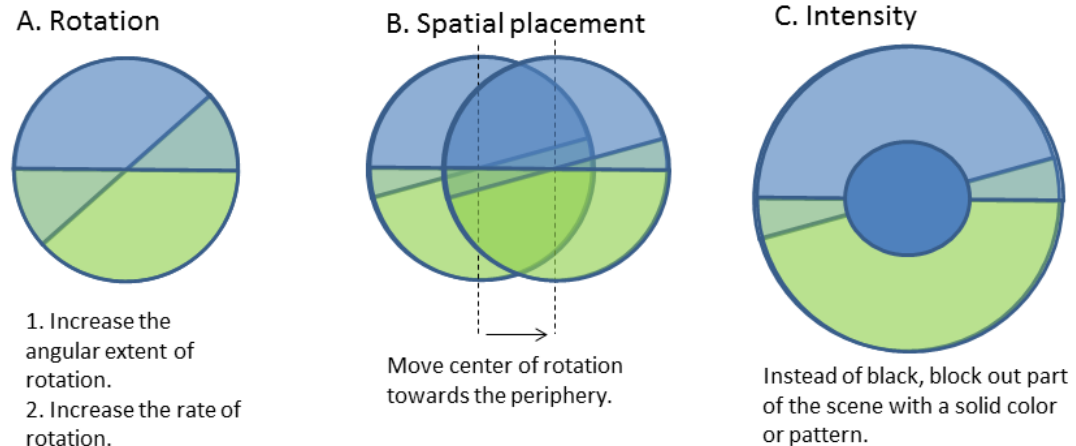 A. Rotation
1. Increase the
angular extent of
rotation.
2. Increase the rate of
rotation.
B. Spatial placement
Move center of rotation
towards the periphery.
C. Intensity
Instead of black, block out part
of the scene with a solid color
or pattern.